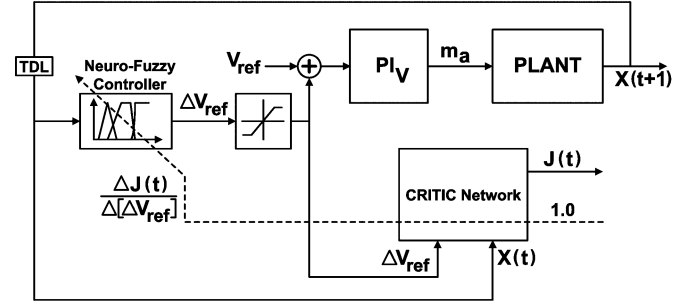 TDL
Neuro-Fuzzy
Controller
ΔV_ref
V_ref
+
PI_V
m_a
PLANT
X(t+1)
ΔJ(t)
Δ[ΔV_ref]
CRITIC Network
J(t)
1.0
ΔV_ref
X(t)